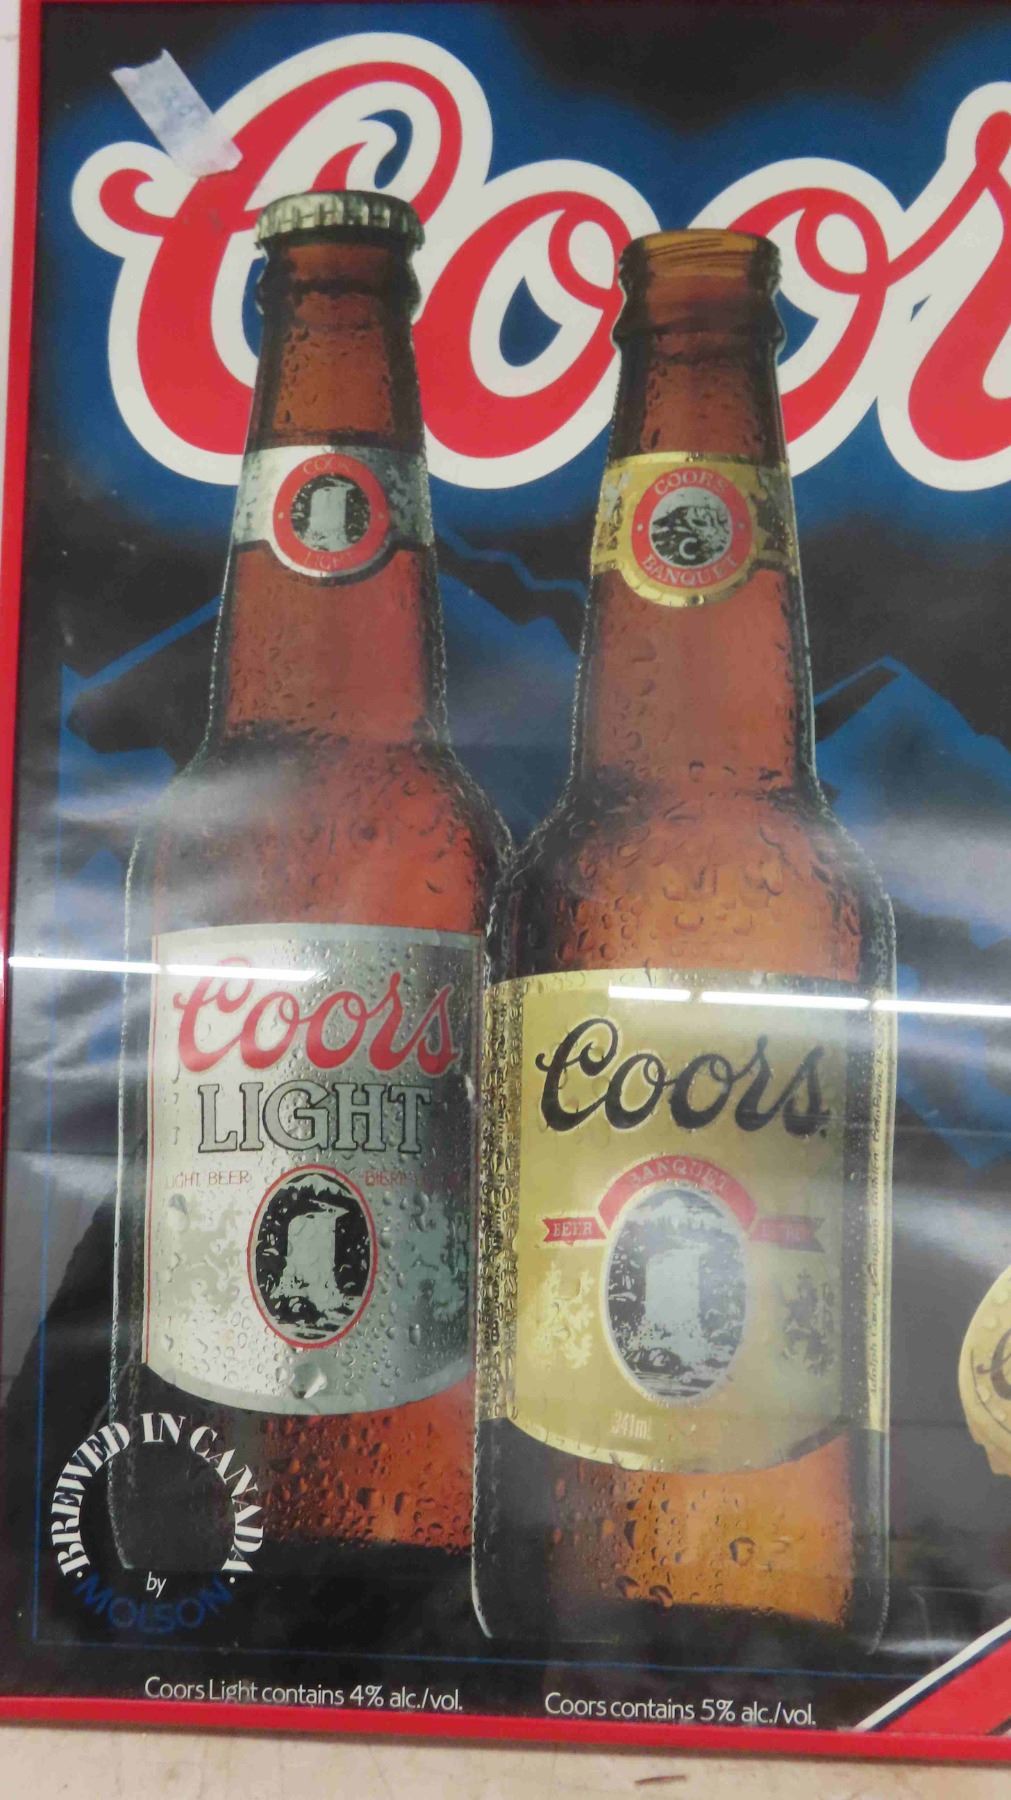 Coors
COORS
LIGHT
COORS
C
BANQUET
Coors
LIGHT
LIGHT BEER
Coors
BANQUET
BEER
341ml
·BREWED IN CANADA·
by
MOLSON
Coors Light contains 4% alc./vol.
Coors contains 5% alc./vol.